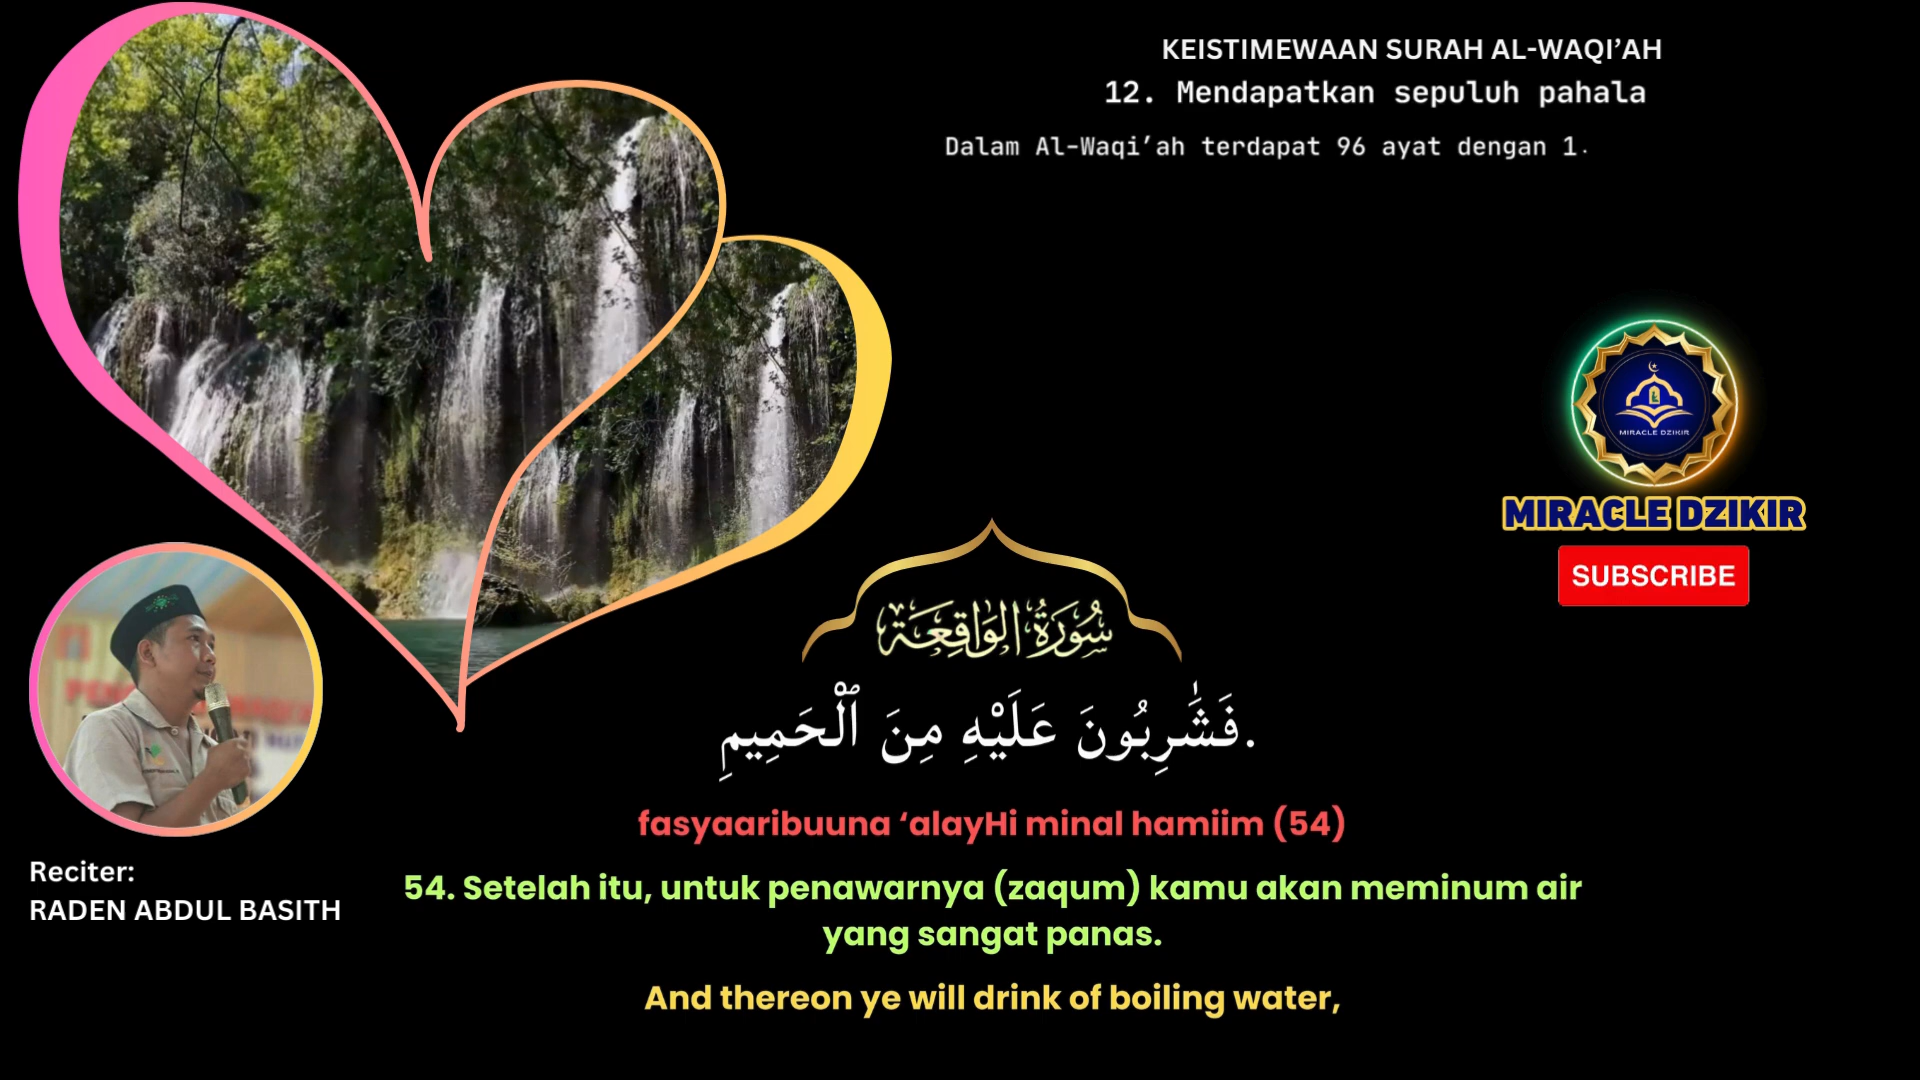 KEISTIMEWAAN SURAH AL-WAQI’AH
12. Mendapatkan sepuluh pahala
Dalam Al-Waqi’ah terdapat 96 ayat dengan 1.
MIRACLE DZIKIR
MIRACLE DZIKIR
SUBSCRIBE
سُورَةُ الوَاقِعَة
فَشَٰرِبُونَ عَلَيْهِ مِنَ ٱلْحَمِيمِ.
fasyaaribuuna ‘alayHi minal hamiim (54)
54. Setelah itu, untuk penawarnya (zaqum) kamu akan meminum air
yang sangat panas.
And thereon ye will drink of boiling water,
Reciter:
RADEN ABDUL BASITH